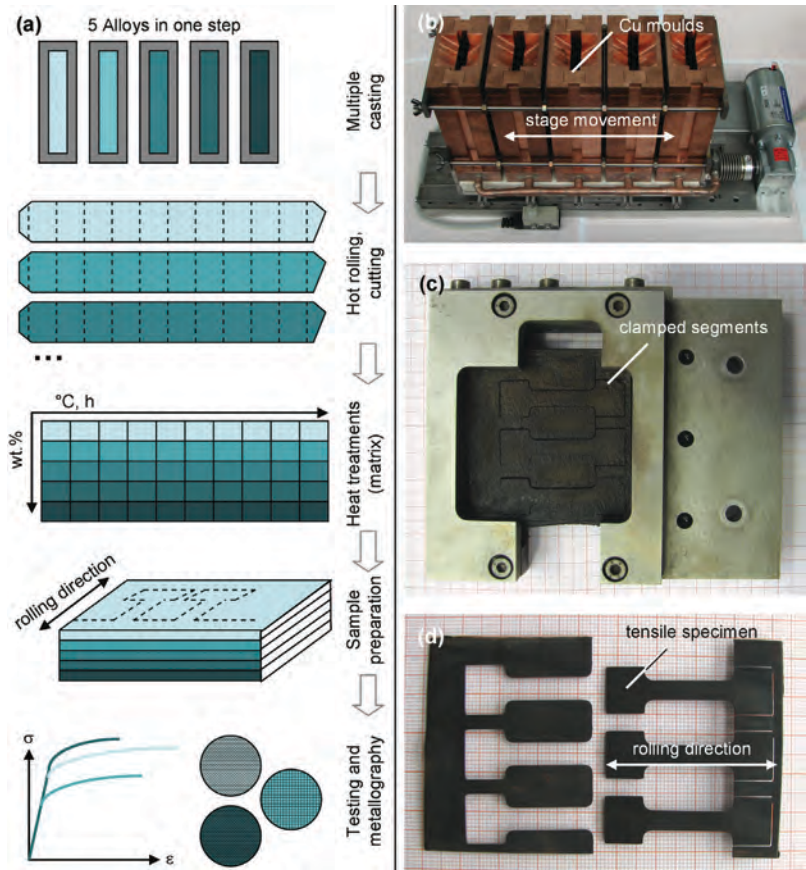 (a)
5 Alloys in one step
Multiple
casting
Hot rolling,
cutting
...
°C, h
wt.%
Heat treatments
(matrix)
rolling direction
Sample
preparation
σ
ε
Testing and
metallography
(b)
Cu moulds
stage movement
(c)
clamped segments
(d)
tensile specimen
rolling direction